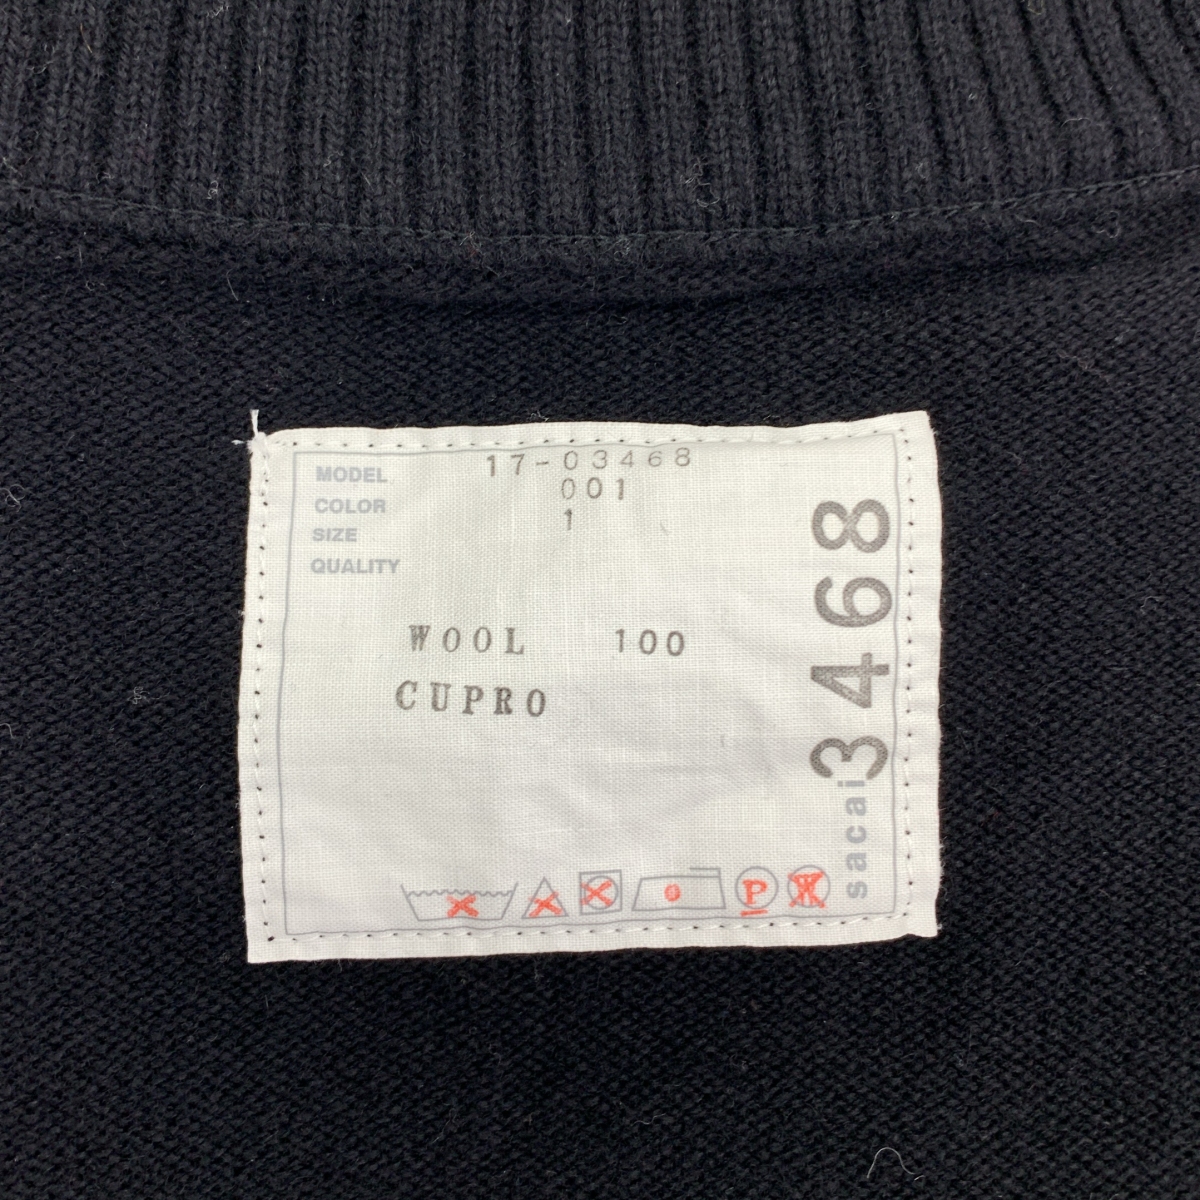 MODEL 17-03468
COLOR 001
SIZE 1
QUALITY
WOOL 100
CUPRO
P
W
sacai 3468